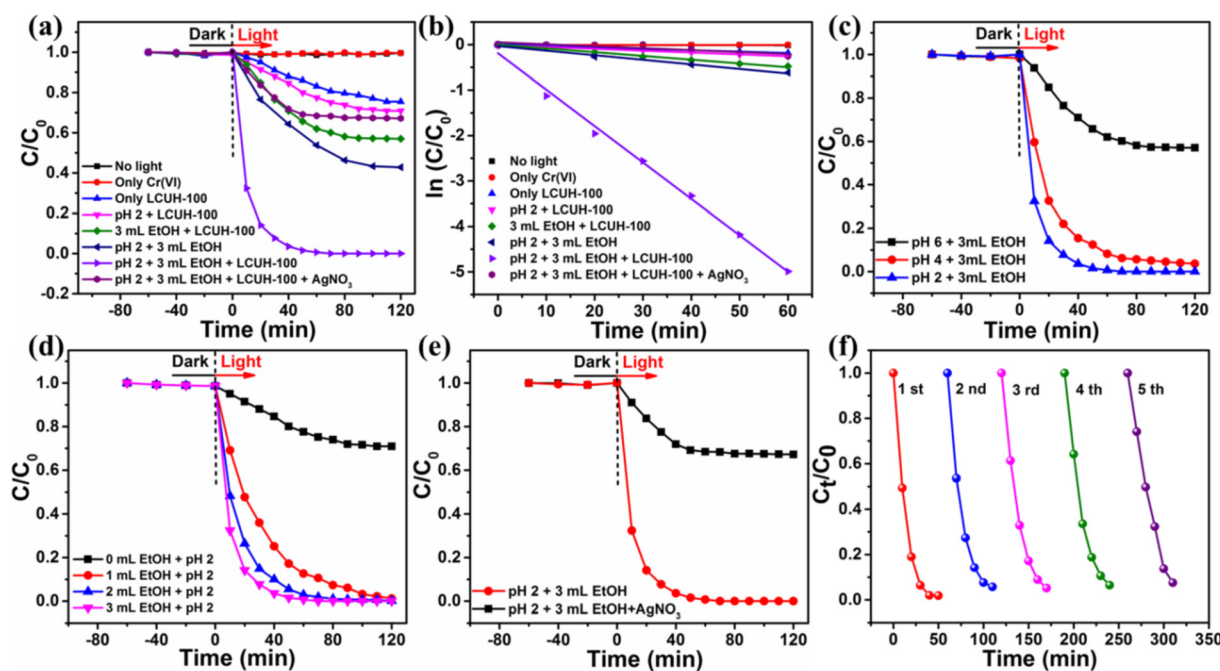 (a)
Dark
Light
1.0
0.8
0.6
0.4
0.2
0.0
-0.2
C/C0
No light
Only Cr(VI)
Only LCUH-100
pH 2 + LCUH-100
3 mL EtOH + LCUH-100
pH 2 + 3 mL EtOH
pH 2 + 3 mL EtOH + LCUH-100
pH 2 + 3 mL EtOH + LCUH-100 + AgNO3
-80 -40 0 40 80 120
Time (min)
(b)
0
-1
-2
-3
-4
-5
ln (C/C0)
No light
Only Cr(VI)
Only LCUH-100
pH 2 + LCUH-100
3 mL EtOH + LCUH-100
pH 2 + 3 mL EtOH
pH 2 + 3 mL EtOH + LCUH-100
pH 2 + 3 mL EtOH + LCUH-100 + AgNO3
0 10 20 30 40 50 60
Time (min)
(c)
Dark
Light
1.0
0.8
0.6
0.4
0.2
0.0
C/C0
pH 6 + 3mL EtOH
pH 4 + 3mL EtOH
pH 2 + 3mL EtOH
-80 -40 0 40 80 120
Time (min)
(d)
Dark
Light
1.0
0.8
0.6
0.4
0.2
0.0
C/C0
0 mL EtOH + pH 2
1 mL EtOH + pH 2
2 mL EtOH + pH 2
3 mL EtOH + pH 2
-80 -40 0 40 80 120
Time (min)
(e)
Dark
Light
1.0
0.8
0.6
0.4
0.2
0.0
C/C0
pH 2 + 3 mL EtOH
pH 2 + 3 mL EtOH+AgNO3
-80 -40 0 40 80 120
Time (min)
(f)
1.0
0.8
0.6
0.4
0.2
0.0
Ct/C0
1 st
2 nd
3 rd
4 th
5 th
0 50 100 150 200 250 300 350
Time (min)